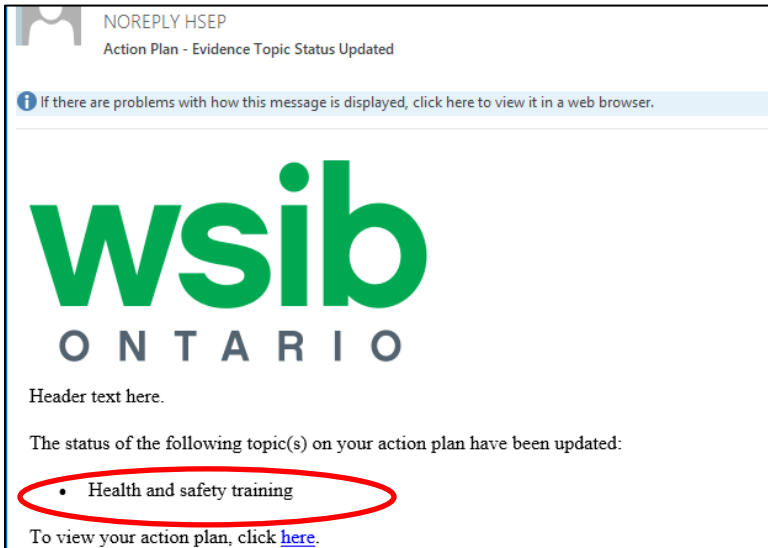 NOREPLY HSEP
Action Plan - Evidence Topic Status Updated
If there are problems with how this message is displayed, click here to view it in a web browser.
wsib
ONTARIO
Header text here.
The status of the following topic(s) on your action plan have been updated:
• Health and safety training
To view your action plan, click here.